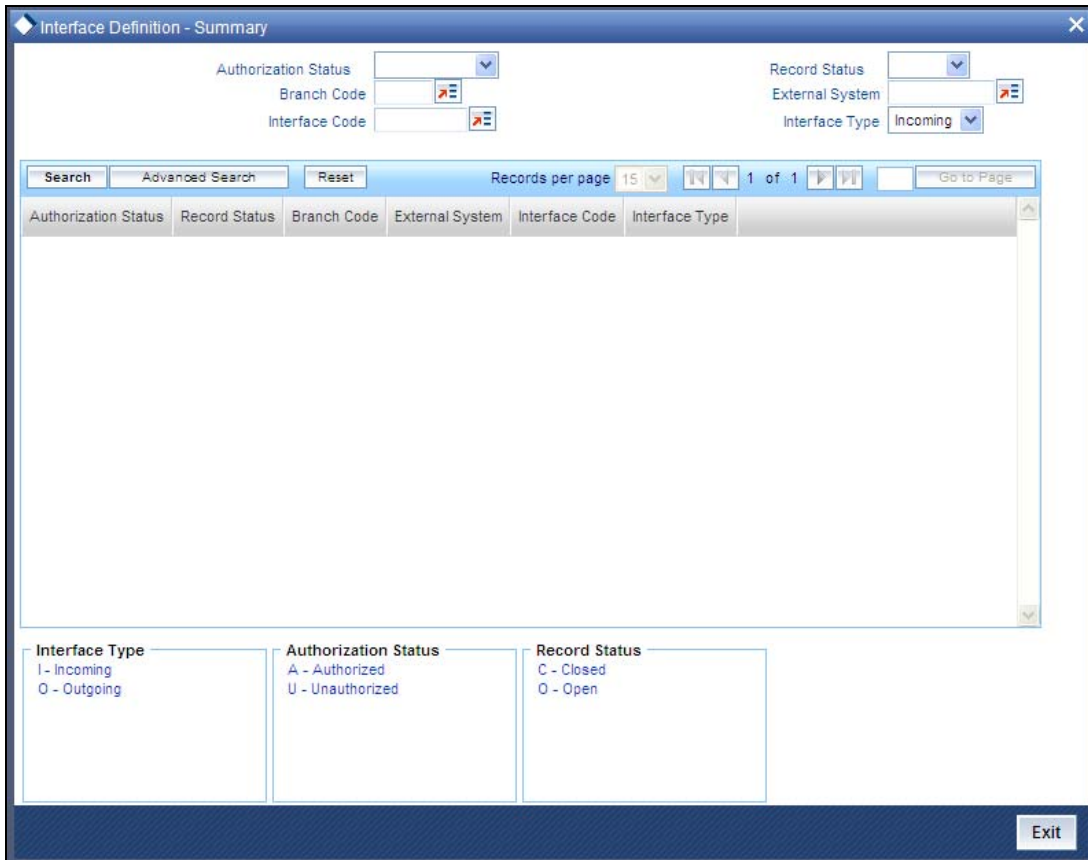 Interface Definition - Summary
Authorization Status
Record Status
Branch Code
External System
Interface Code
Interface Type Incoming
Search Advanced Search Reset Records per page 15 1 of 1 Go to Page
Authorization Status Record Status Branch Code External System Interface Code Interface Type
Interface Type
I - Incoming
O - Outgoing
Authorization Status
A - Authorized
U - Unauthorized
Record Status
C - Closed
O - Open
Exit